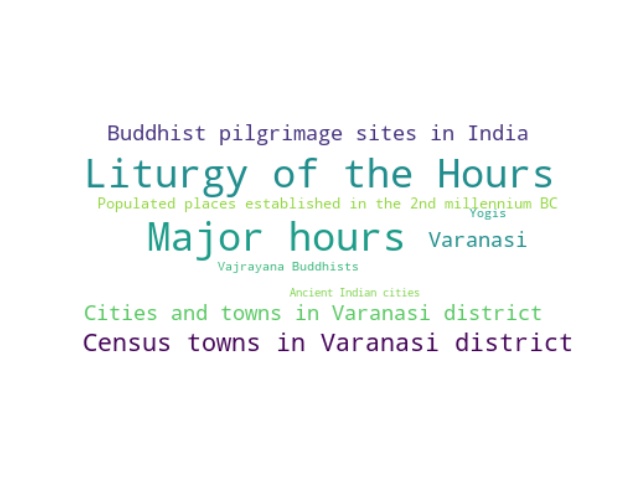 Buddhist pilgrimage sites in India
Liturgy of the Hours
Populated places established in the 2nd millennium BC
Yogis
Major hours
Varanasi
Vajrayana Buddhists
Ancient Indian cities
Cities and towns in Varanasi district
Census towns in Varanasi district